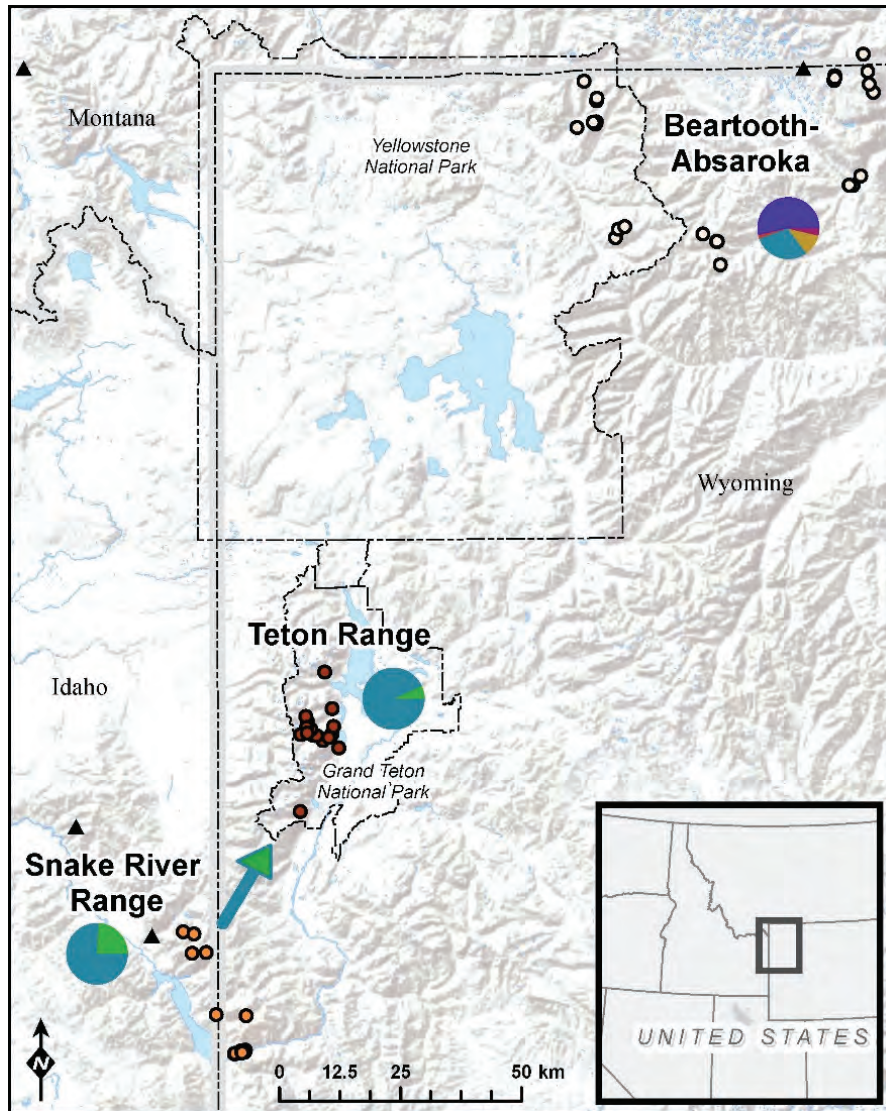 Montana
Yellowstone
National Park
Beartooth-
Absaroka
Wyoming
Teton Range
Idaho
Grand Teton
National Park
Snake River
Range
N
0 12.5 25 50 km
UNITED STATES